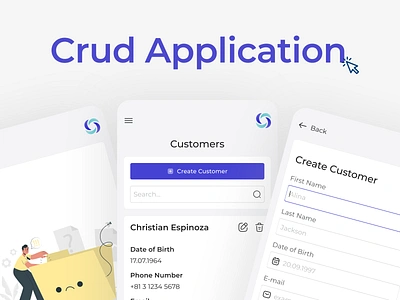 Crud Application
Customers
Create Customer
Search...
Christian Espinoza
Date of Birth
17.07.1964
Phone Number
+81 3 1234 5678
Back
Create Customer
First Name
Nina
Last Name
Jackson
Date of Birth
20.09.1997
E-mail